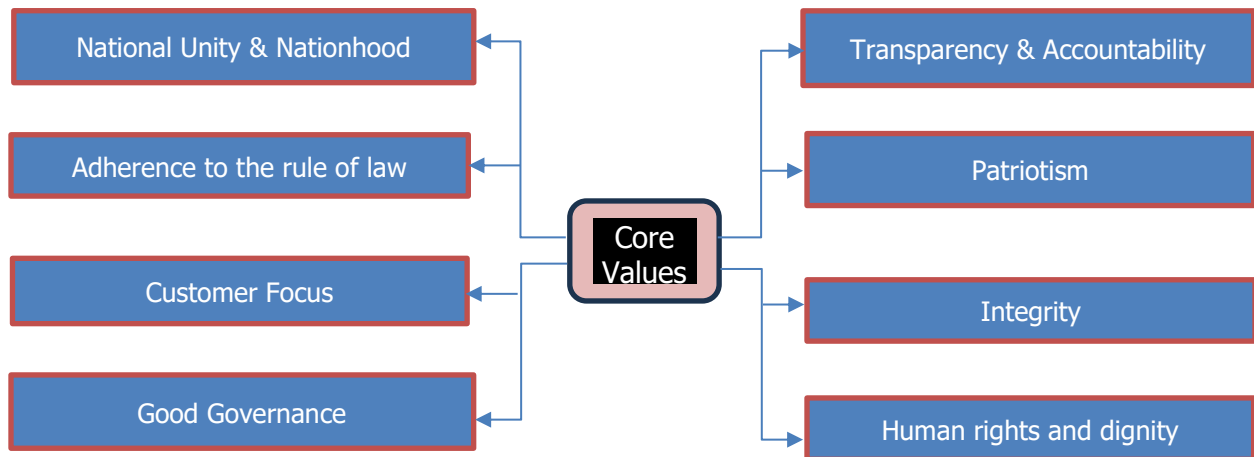 National Unity & Nationhood
Adherence to the rule of law
Customer Focus
Good Governance
Core
Values
Transparency & Accountability
Patriotism
Integrity
Human rights and dignity